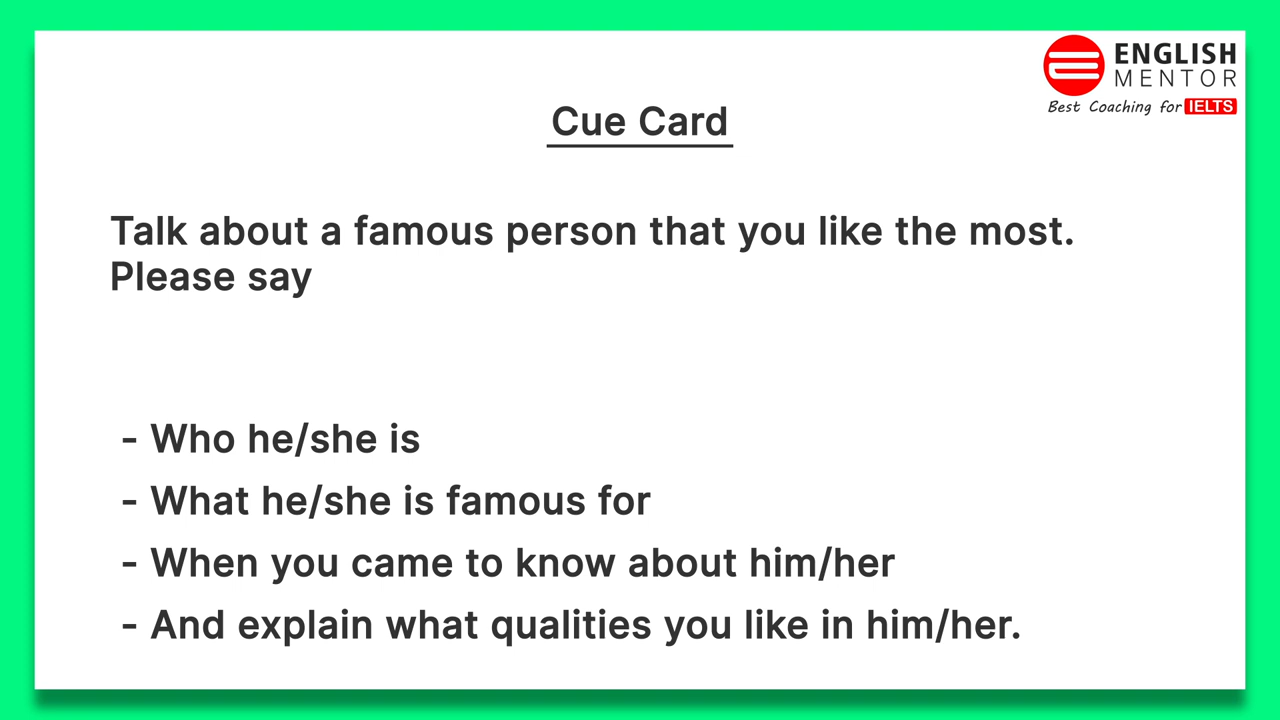 ENGLISH
MENTOR
Best Coaching for IELTS
Cue Card
Talk about a famous person that you like the most.
Please say
- Who he/she is
- What he/she is famous for
- When you came to know about him/her
- And explain what qualities you like in him/her.